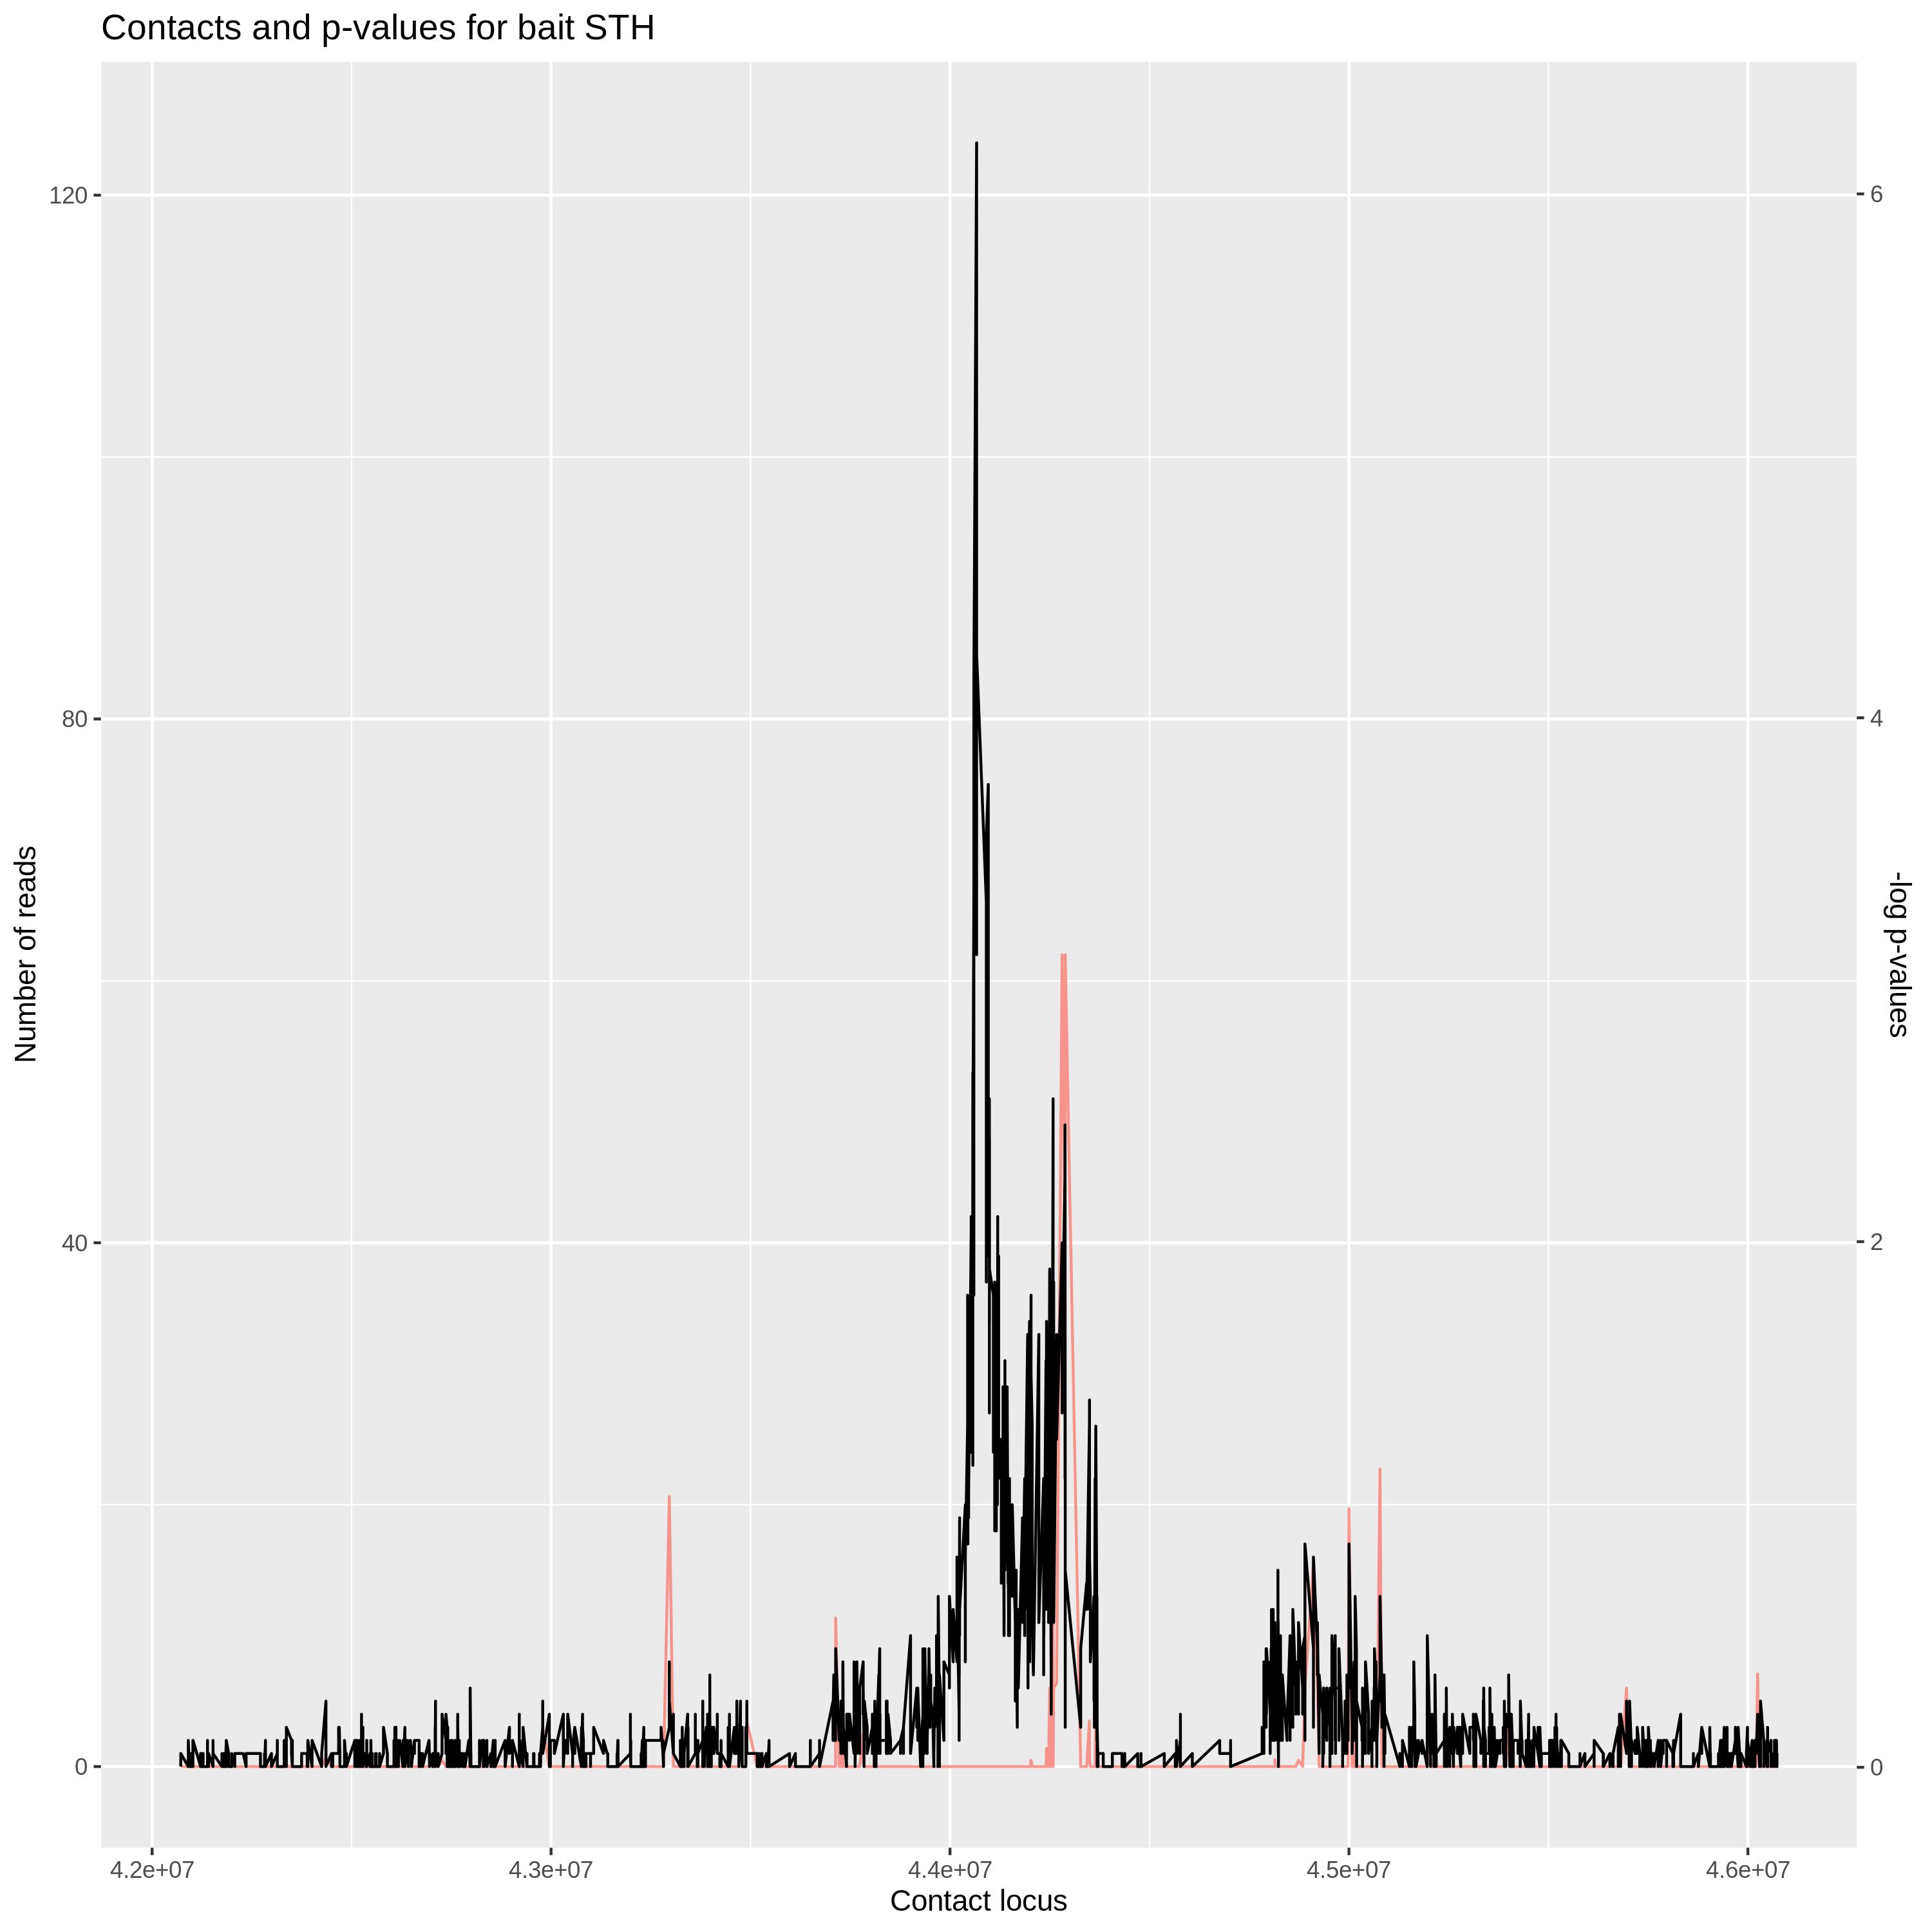 Contacts and p-values for bait STH
120
80
40
0
Number of reads
6
4
2
0
-log p-values
4.2e+07
4.3e+07
4.4e+07
4.5e+07
4.6e+07
Contact locus